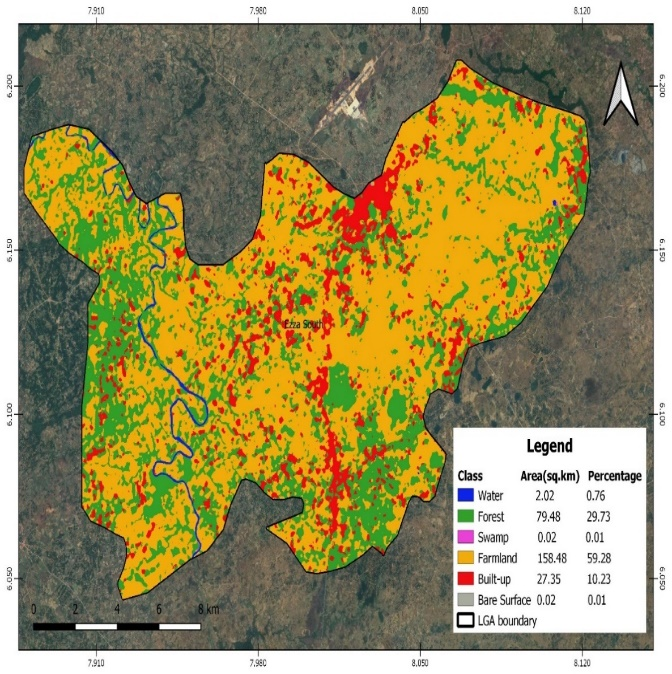 7.910 7.980 8.050 8.120
6.200 6.200
6.150 6.150
Ezza South
6.100 6.100
Legend
Class Area(sq.km) Percentage
Water 2.02 0.76
Forest 79.48 29.73
Swamp 0.02 0.01
Farmland 158.48 59.28
Built-up 27.35 10.23
Bare Surface 0.02 0.01
LGA boundary
6.050 6.050
0 2 4 6 8 km
7.910 7.980 8.050 8.120